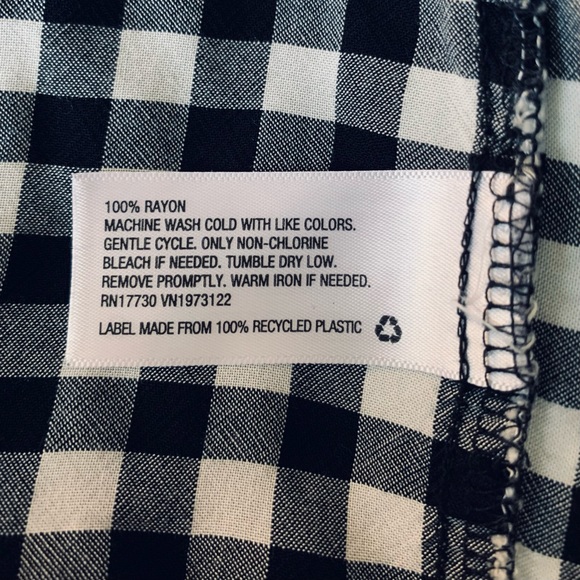 100% RAYON
MACHINE WASH COLD WITH LIKE COLORS.
GENTLE CYCLE. ONLY NON-CHLORINE
BLEACH IF NEEDED. TUMBLE DRY LOW.
REMOVE PROMPTLY. WARM IRON IF NEEDED.
RN17730 VN1973122
LABEL MADE FROM 100% RECYCLED PLASTIC